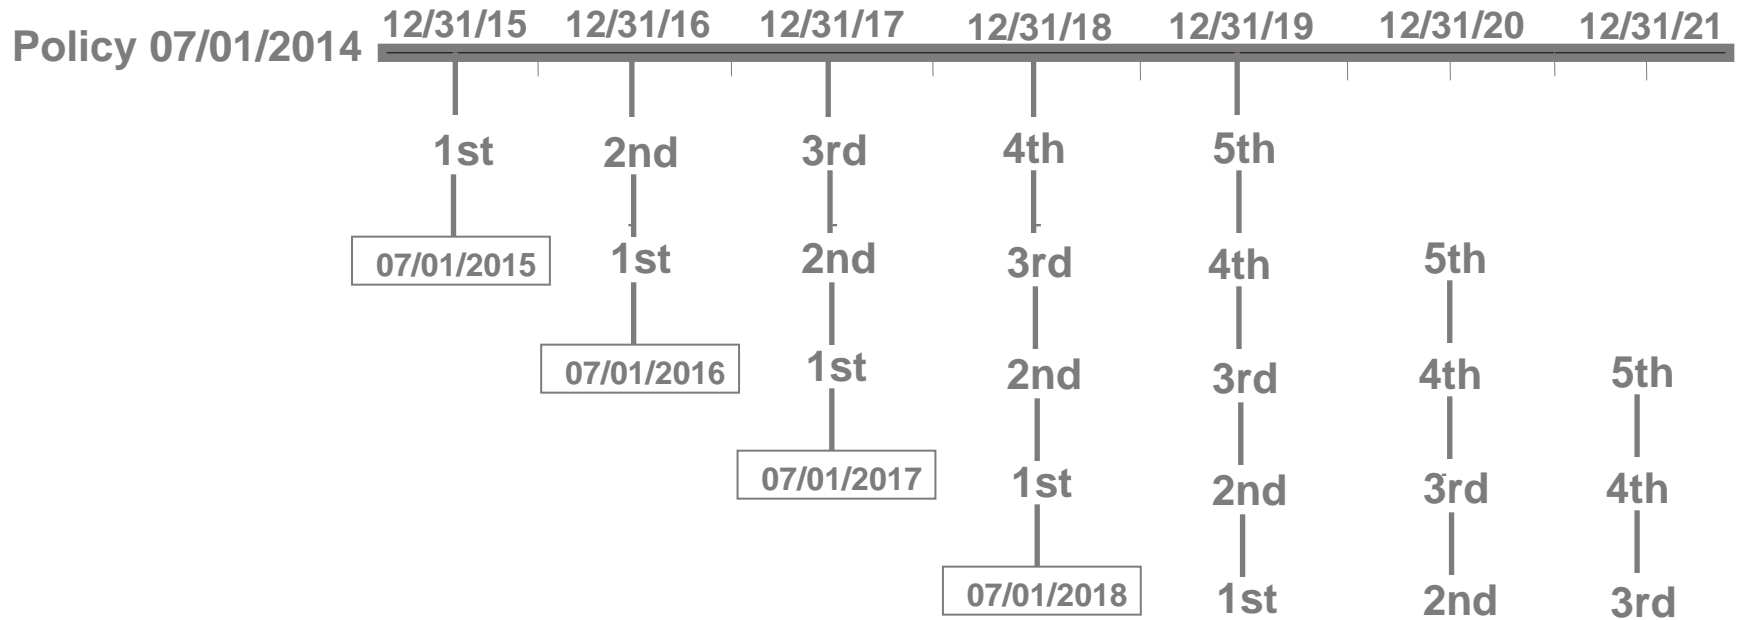 12/31/15 12/31/16 12/31/17 12/31/18 12/31/19 12/31/20 12/31/21
Policy 07/01/2014
1st 2nd 3rd 4th 5th
07/01/2015 1st 2nd 3rd 4th 5th
07/01/2016 1st 2nd 3rd 4th 5th
07/01/2017 1st 2nd 3rd 4th
07/01/2018 1st 2nd 3rd